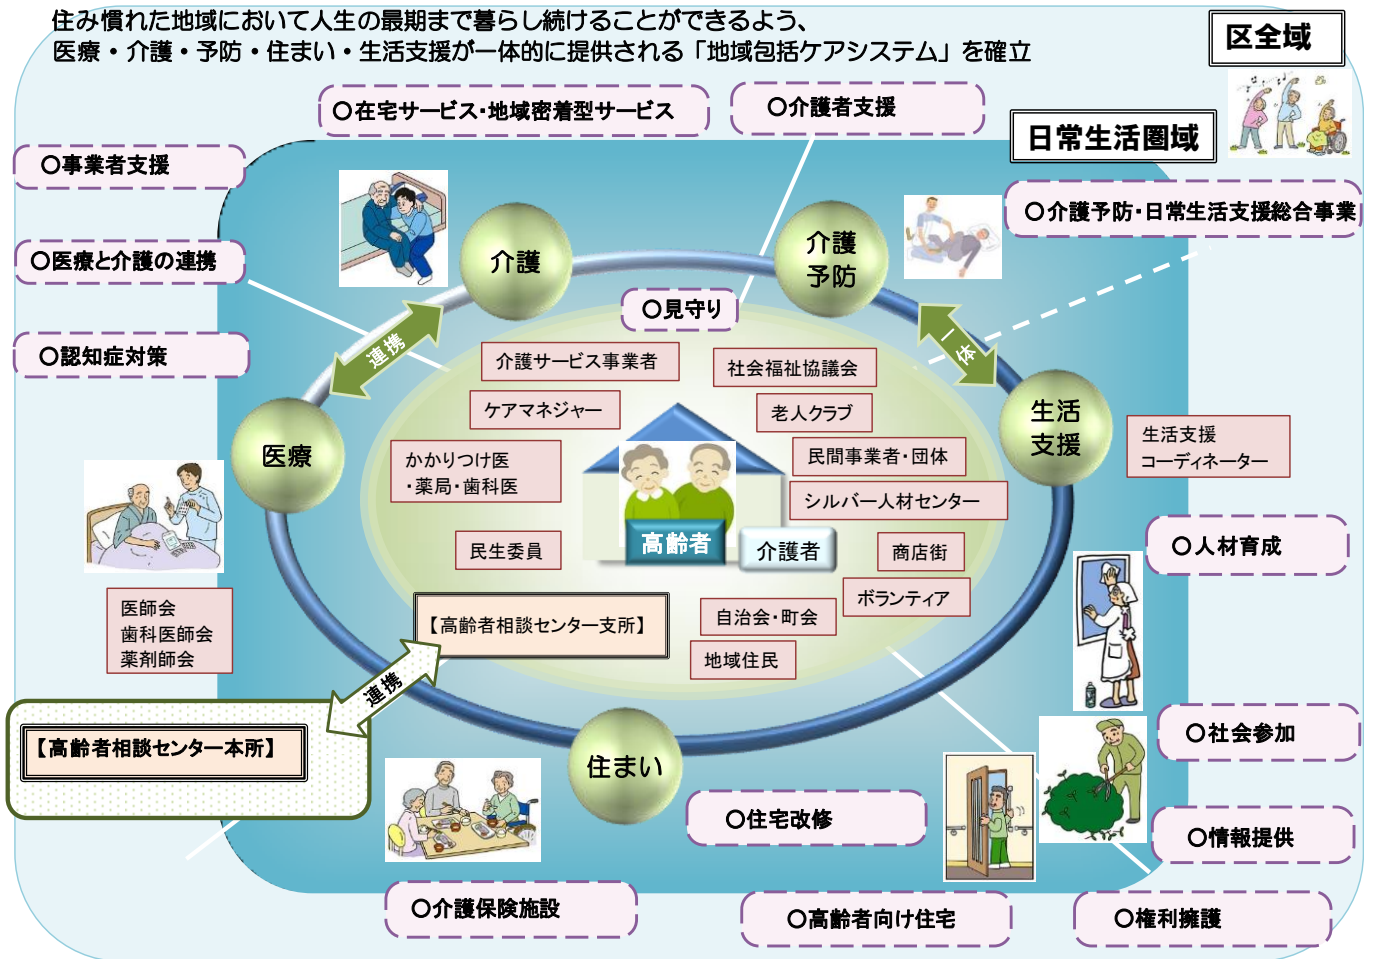 住み慣れた地域において人生の最期まで暮らし続けることができるよう、
医療・介護・予防・住まい・生活支援が一体的に提供される「地域包括ケアシステム」を確立
区全域
〇在宅サービス・地域密着型サービス
〇介護者支援
日常生活圏域
〇事業者支援
〇介護予防・日常生活支援総合事業
〇医療と介護の連携
介護
介護
予防
〇見守り
〇認知症対策
連携
一体
介護サービス事業者
社会福祉協議会
ケアマネジャー
老人クラブ
医療
かかりつけ医
・薬局・歯科医
民間事業者・団体
生活
支援
生活支援
コーディネーター
シルバー人材センター
高齢者
介護者
民生委員
商店街
〇人材育成
ボランティア
医師会
歯科医師会
薬剤師会
【高齢者相談センター支所】
自治会・町会
地域住民
連携
【高齢者相談センター本所】
住まい
〇社会参加
〇住宅改修
〇情報提供
〇介護保険施設
〇高齢者向け住宅
〇権利擁護